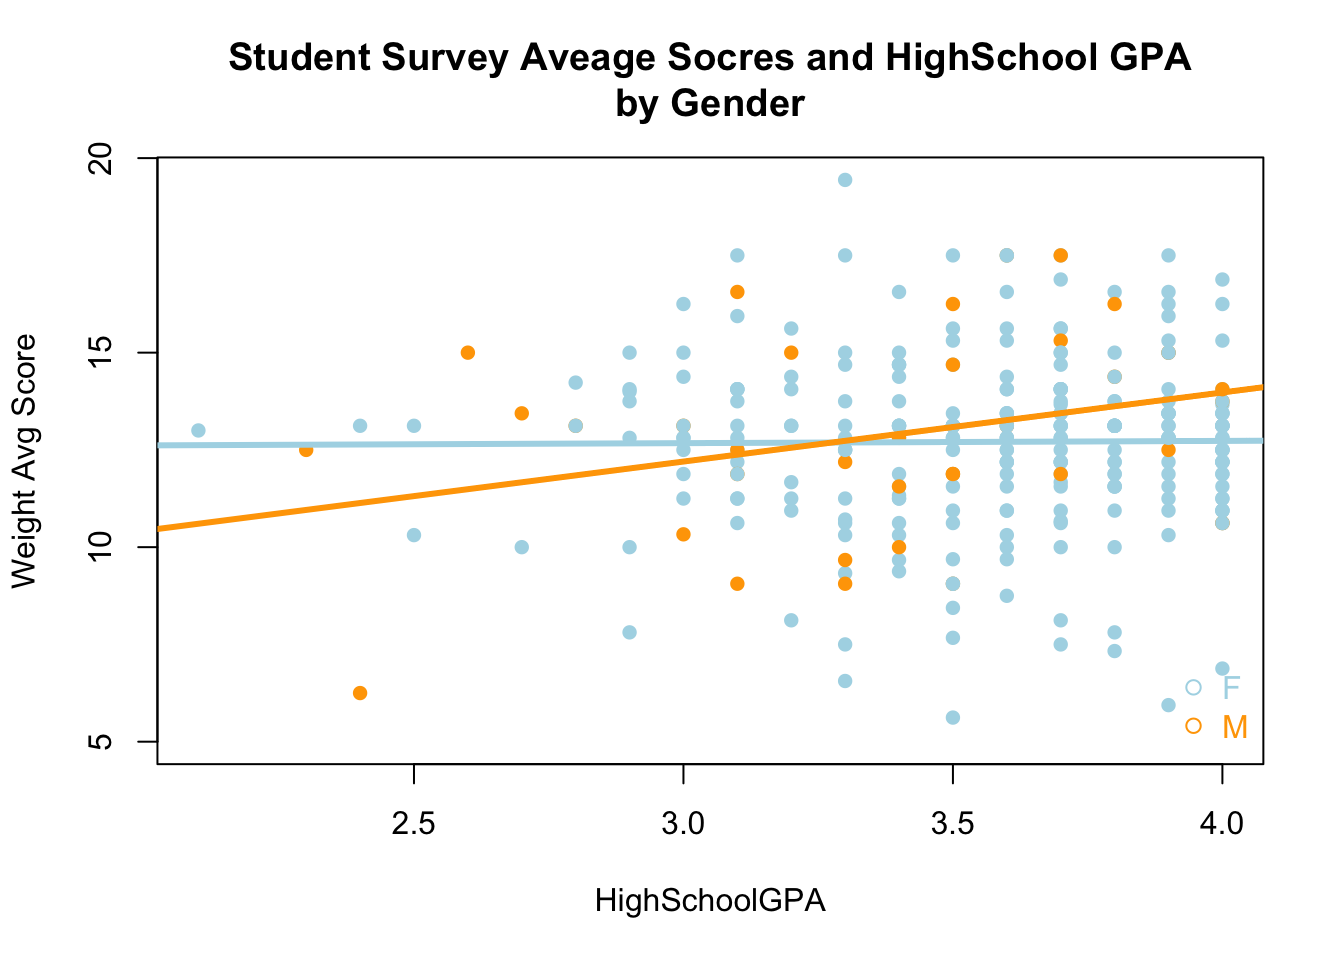 Student Survey Aveage Socres and HighSchool GPA
by Gender
Weight Avg Score
20
15
10
5
F
M
2.5 3.0 3.5 4.0
HighSchoolGPA